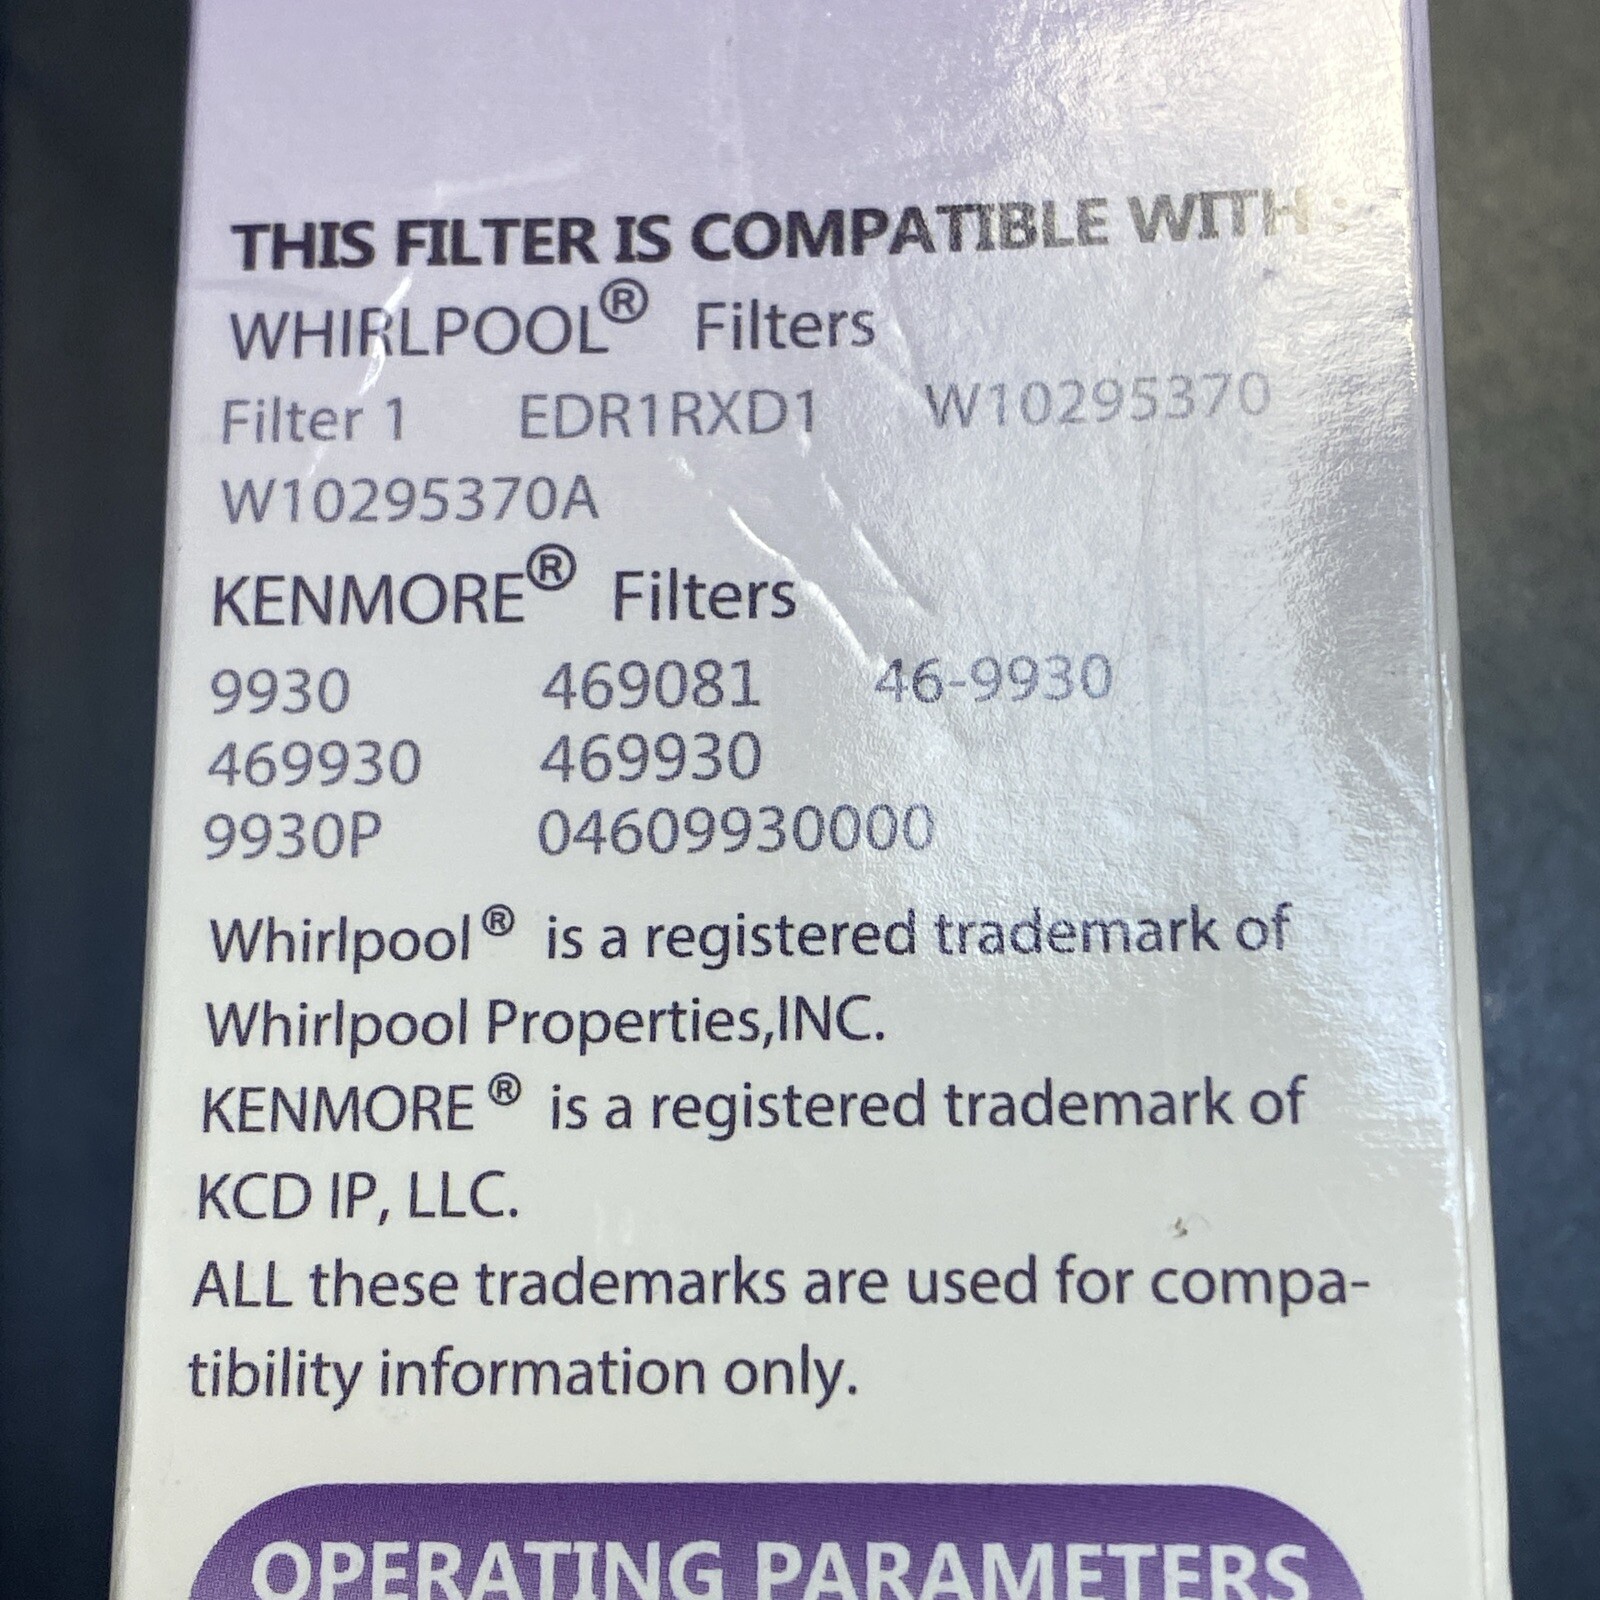 THIS FILTER IS COMPATIBLE WITH :
WHIRLPOOL® Filters
Filter 1 EDR1RXD1 W10295370
W10295370A
KENMORE® Filters
9930 469081 46-9930
469930 469930
9930P 04609930000
Whirlpool® is a registered trademark of
Whirlpool Properties,INC.
KENMORE® is a registered trademark of
KCD IP, LLC.
ALL these trademarks are used for compa-
tibility information only.
OPERATING PARAMETERS